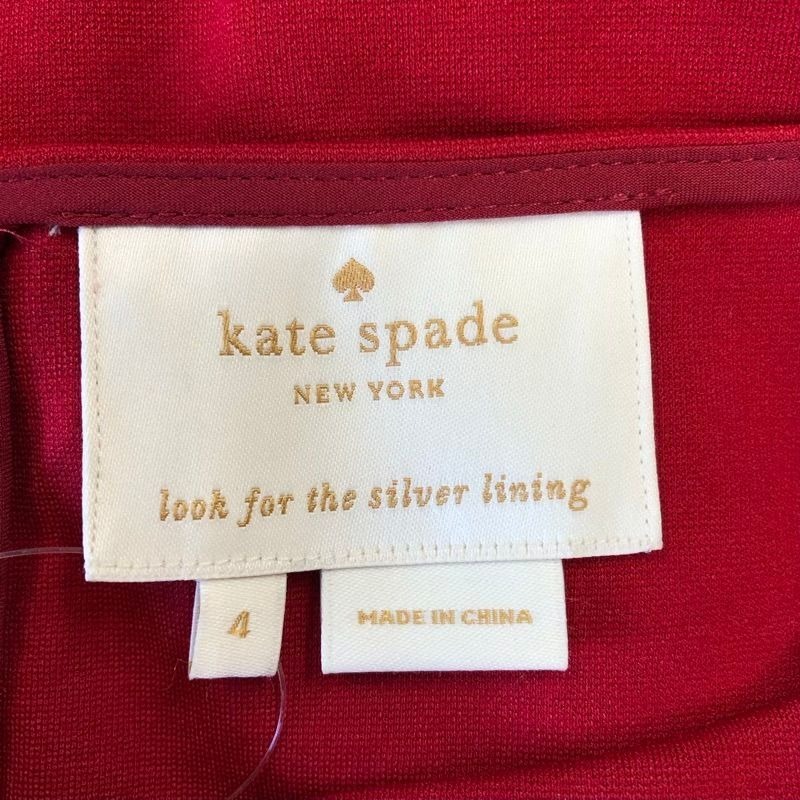 kate spade
NEW YORK
look for the silver lining
4
MADE IN CHINA